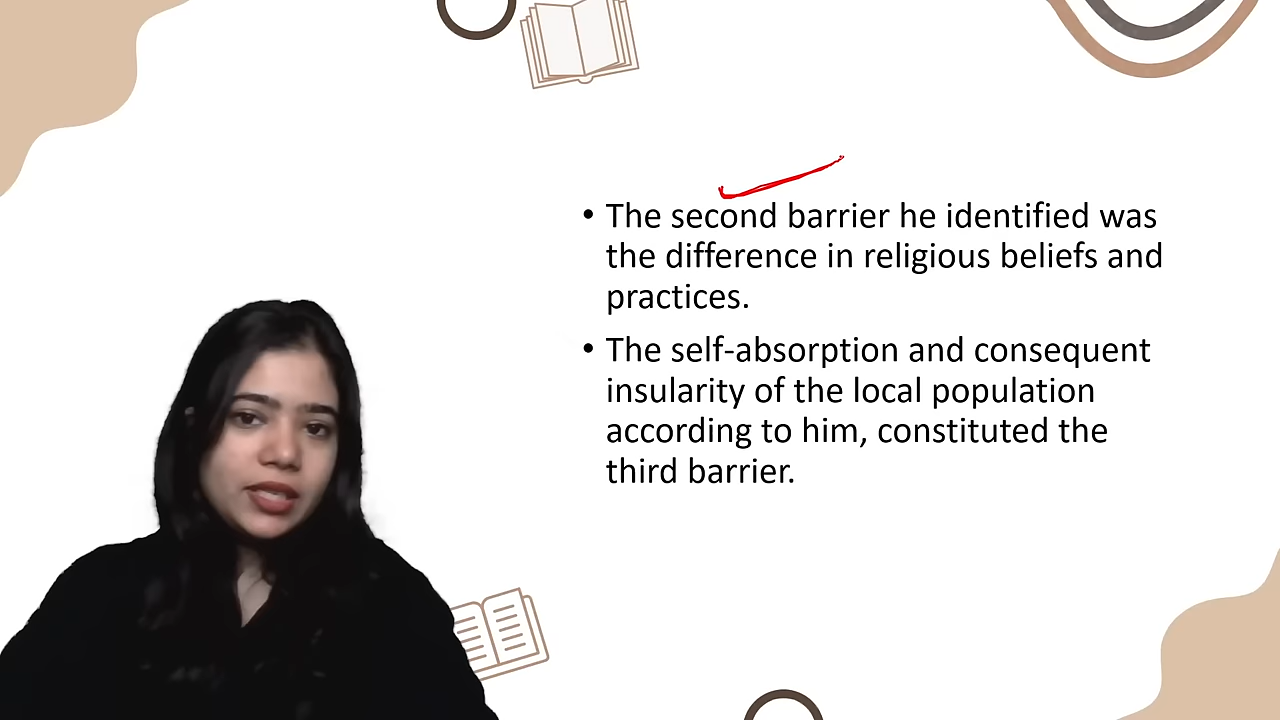 • The second barrier he identified was
the difference in religious beliefs and
practices.
• The self-absorption and consequent
insularity of the local population
according to him, constituted the
third barrier.